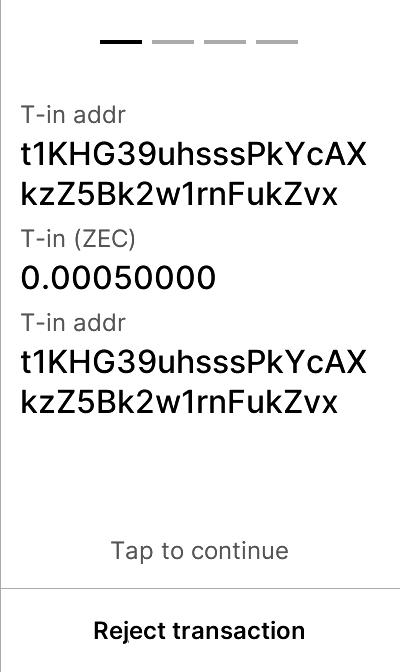 T-in addr
t1KHG39uhsssPkYcAX
kzZ5Bk2w1rnFukZvx
T-in (ZEC)
0.00050000
T-in addr
t1KHG39uhsssPkYcAX
kzZ5Bk2w1rnFukZvx
Tap to continue
Reject transaction